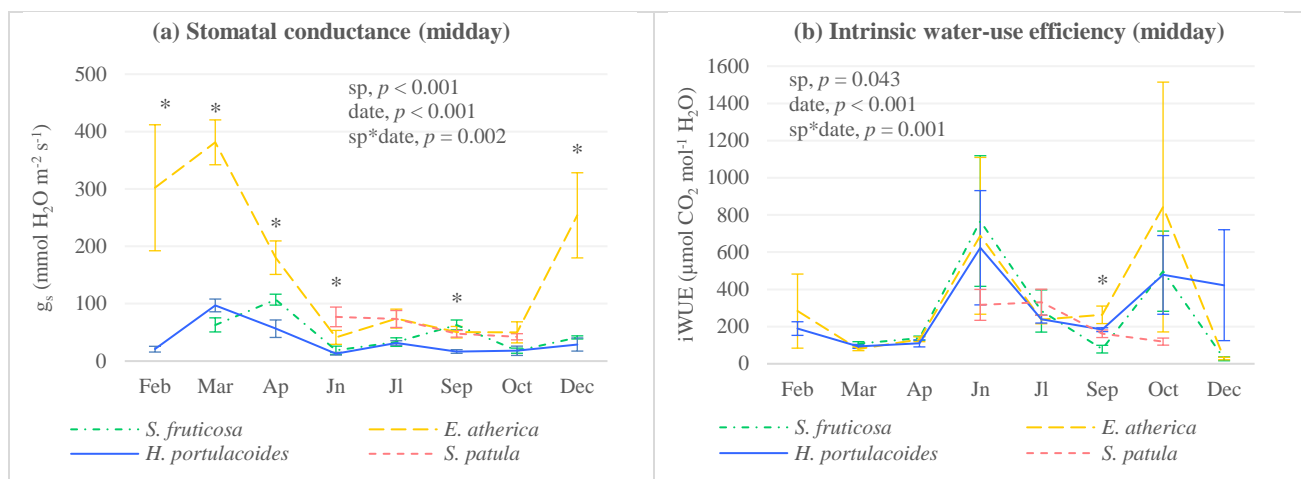 (a) Stomatal conductance (midday)
sp, p < 0.001
date, p < 0.001
sp*date, p = 0.002
gs (mmol H2O m-2 s-1)
500
400
300
200
100
0
* * * * * *
Feb Mar Ap Jn Jl Sep Oct Dec
S. fruticosa E. atherica
H. portulacoides S. patula
(b) Intrinsic water-use efficiency (midday)
sp, p = 0.043
date, p < 0.001
sp*date, p = 0.001
iWUE (µmol CO2 mol-1 H2O)
1600
1400
1200
1000
800
600
400
200
0
*
Feb Mar Ap Jn Jl Sep Oct Dec
S. fruticosa E. atherica
H. portulacoides S. patula